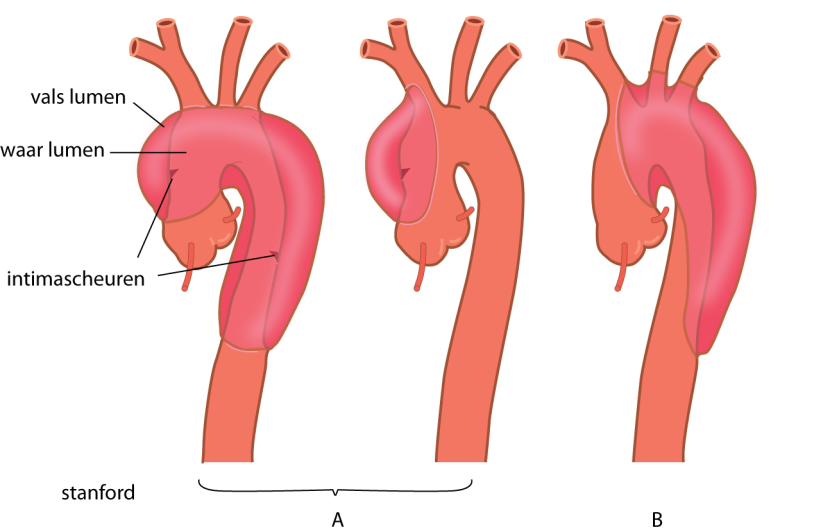 vals lumen
waar lumen
intimascheuren
stanford
A
B